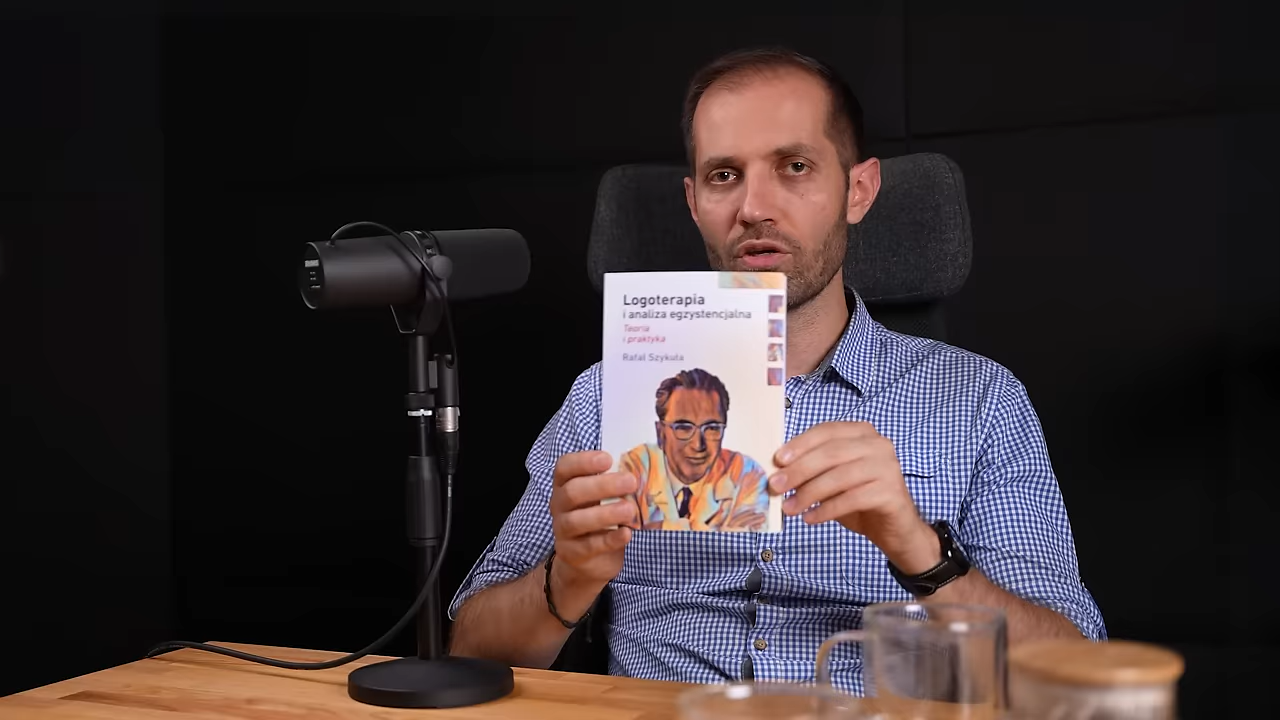 Logoterapia
i analiza egzystencjalna
Teoria
i praktyka
Rafał Szykuła